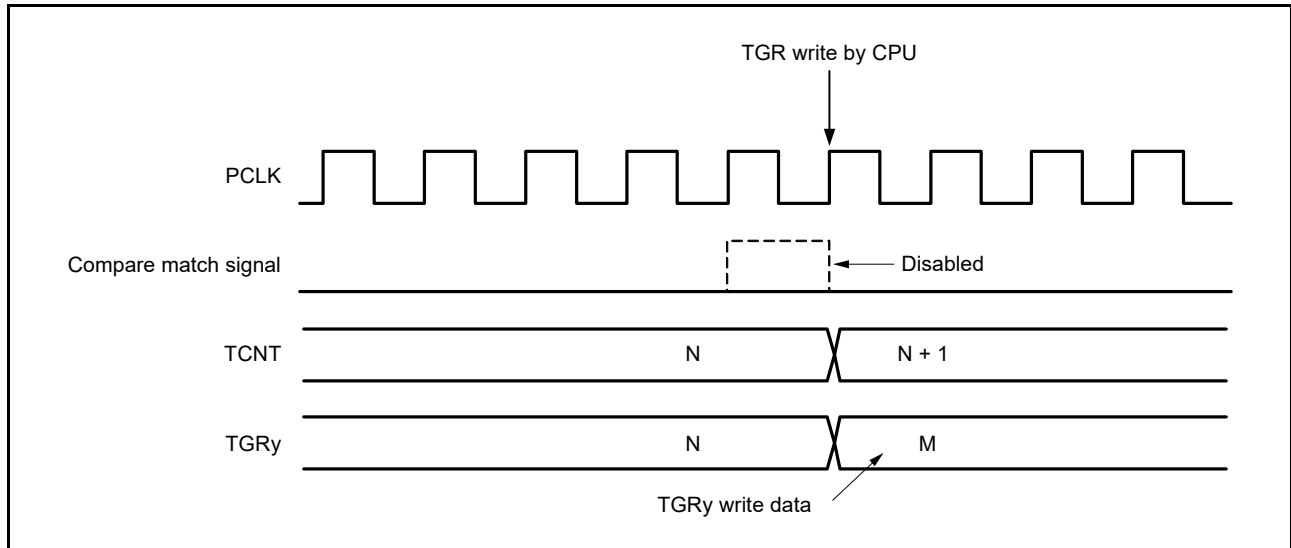 TGR write by CPU
PCLK
Compare match signal
Disabled
TCNT
N
N + 1
TGRy
N
M
TGRy write data